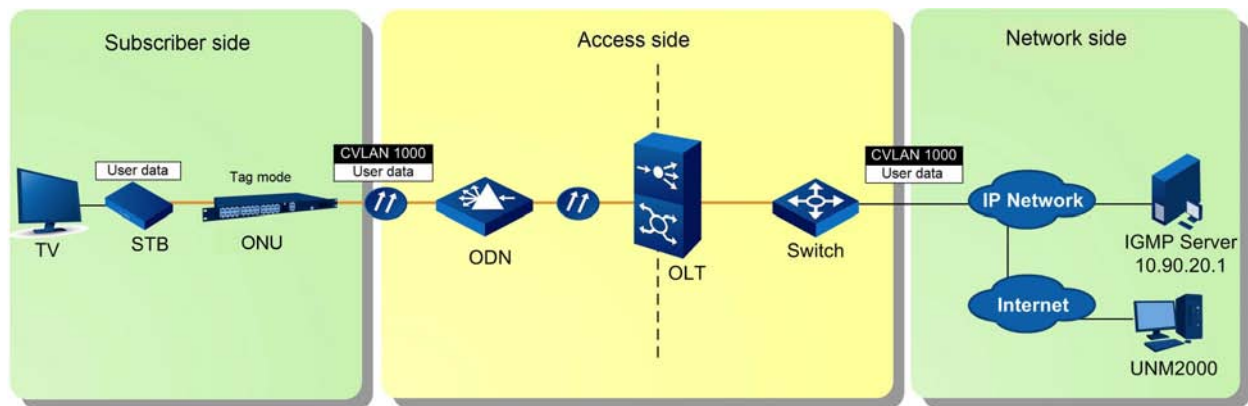 Subscriber side
Access side
Network side
User data
Tag mode
CVLAN 1000
User data
CVLAN 1000
User data
TV
STB
ONU
ODN
OLT
Switch
IP Network
IGMP Server
10.90.20.1
Internet
UNM2000